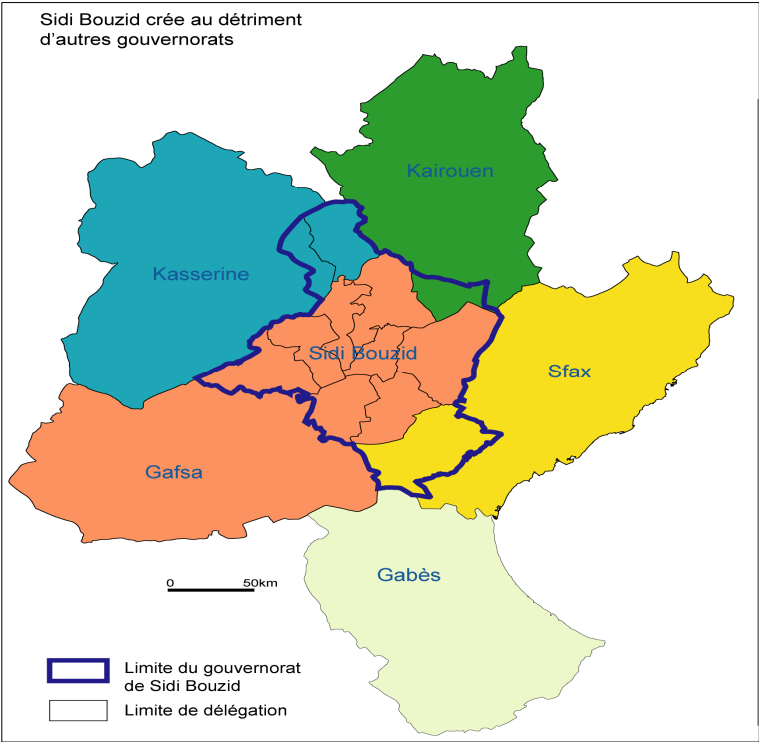 Sidi Bouzid crée au détriment
d'autres gouvernorats
Kairouen
Kasserine
Sidi Bouzid
Sfax
Gafsa
Gabès
0 50km
Limite du gouvernorat
de Sidi Bouzid
Limite de délégation